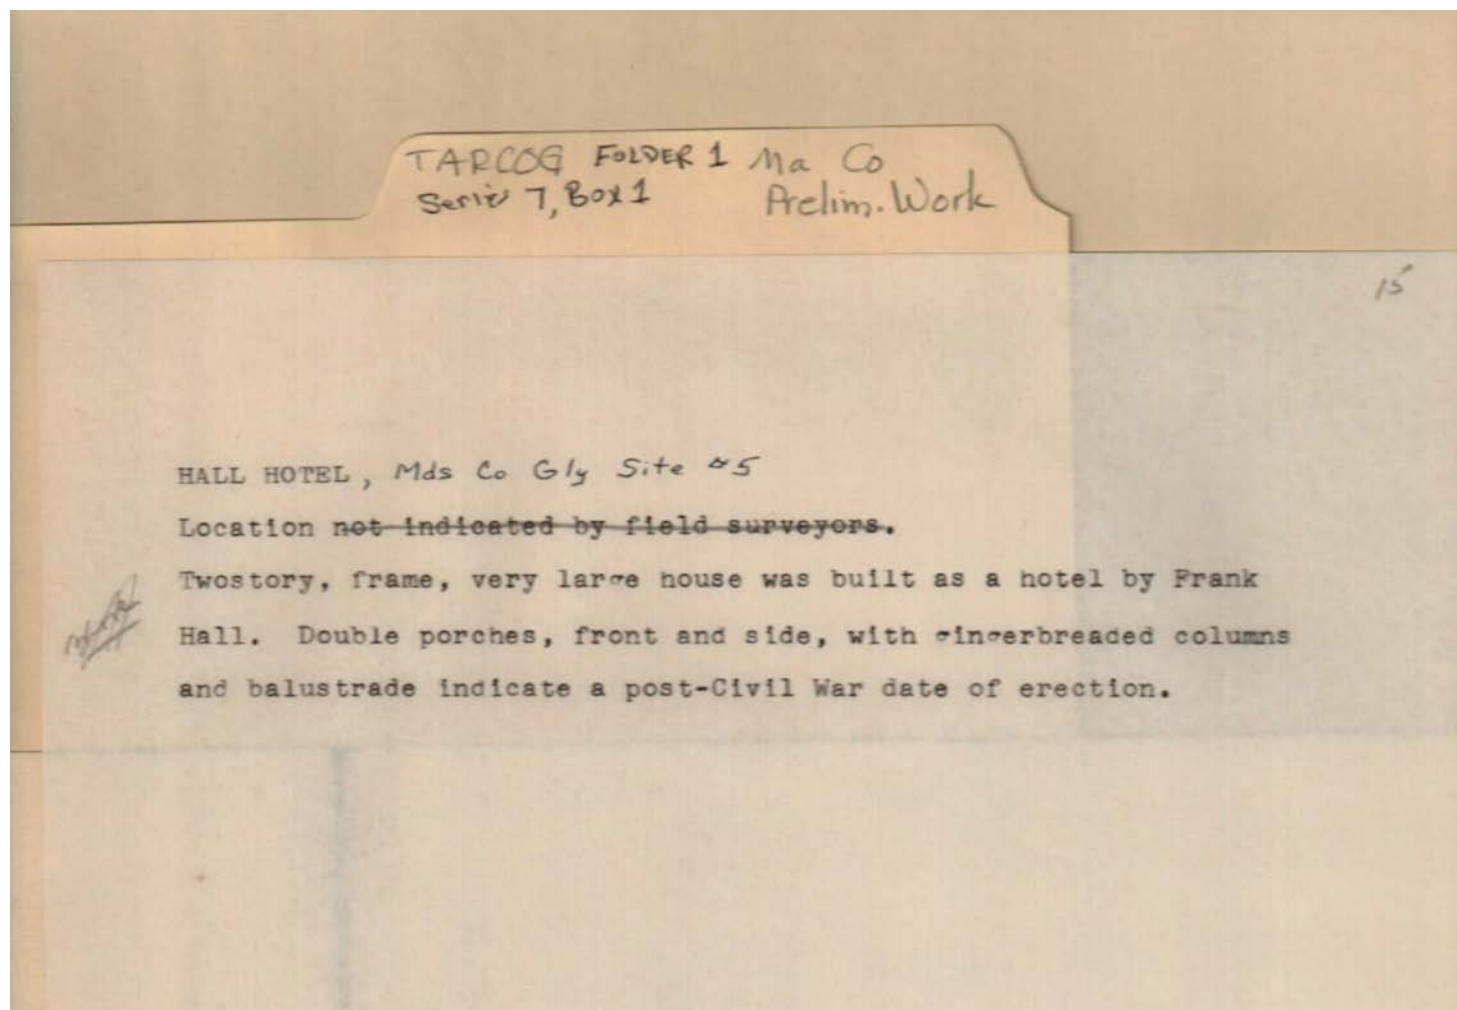 TARCOG FOLDER 1 Ma Co
Series 7, Box 1 Prelim. Work
15
HALL HOTEL, Mds Co Gly Site #5
Location not indicated by field surveyors.
Twostory, frame, very large house was built as a hotel by Frank
Hall. Double porches, front and side, with gingerbreaded columns
and balustrade indicate a post-Civil War date of erection.